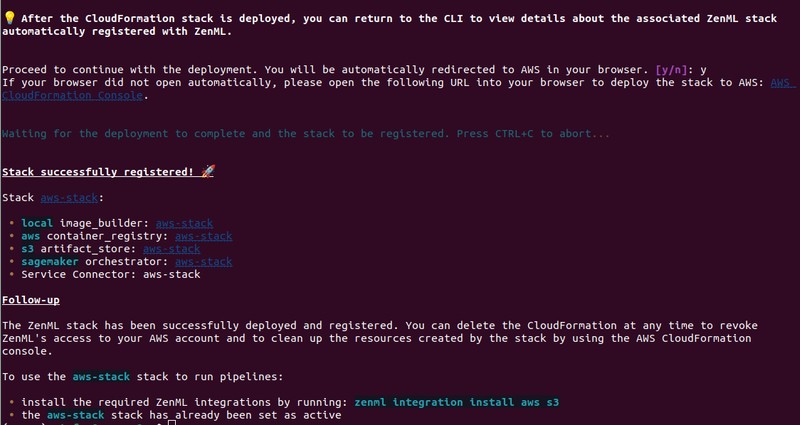 💡 After the CloudFormation stack is deployed, you can return to the CLI to view details about the associated ZenML stack
automatically registered with ZenML.
Proceed to continue with the deployment. You will be automatically redirected to AWS in your browser. [y/n]: y
If your browser did not open automatically, please open the following URL into your browser to deploy the stack to AWS: AWS
CloudFormation Console.
Waiting for the deployment to complete and the stack to be registered. Press CTRL+C to abort...
Stack successfully registered! 🚀
Stack aws-stack:
• local image_builder: aws-stack
• aws container_registry: aws-stack
• s3 artifact_store: aws-stack
• sagemaker orchestrator: aws-stack
• Service Connector: aws-stack
Follow-up
The ZenML stack has been successfully deployed and registered. You can delete the CloudFormation at any time to revoke
ZenML's access to your AWS account and to clean up the resources created by the stack by using the AWS CloudFormation
console.
To use the aws-stack stack to run pipelines:
• install the required ZenML integrations by running: zenml integration install aws s3
• the aws-stack stack has already been set as active